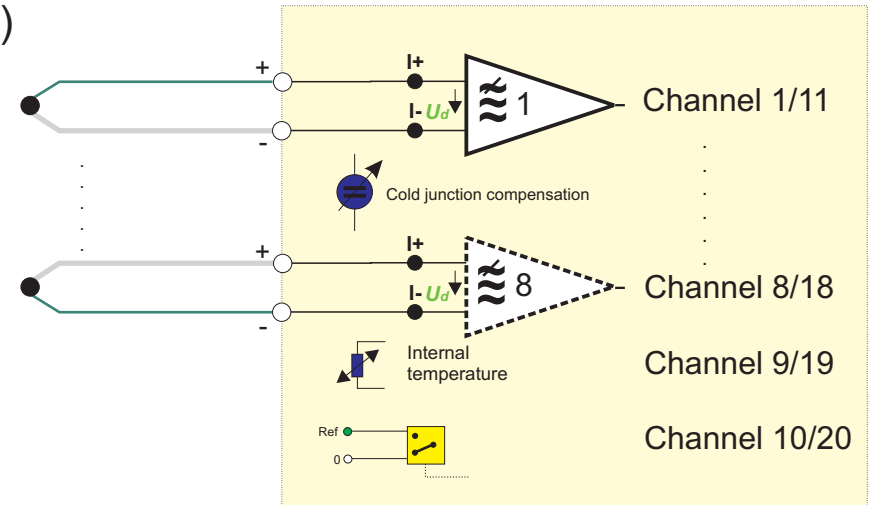 )
+
I+
1
Channel 1/11
I- Ud
-
Cold junction compensation
+
I+
8
Channel 8/18
I- Ud
-
Internal
temperature
Channel 9/19
Ref
Channel 10/20
0